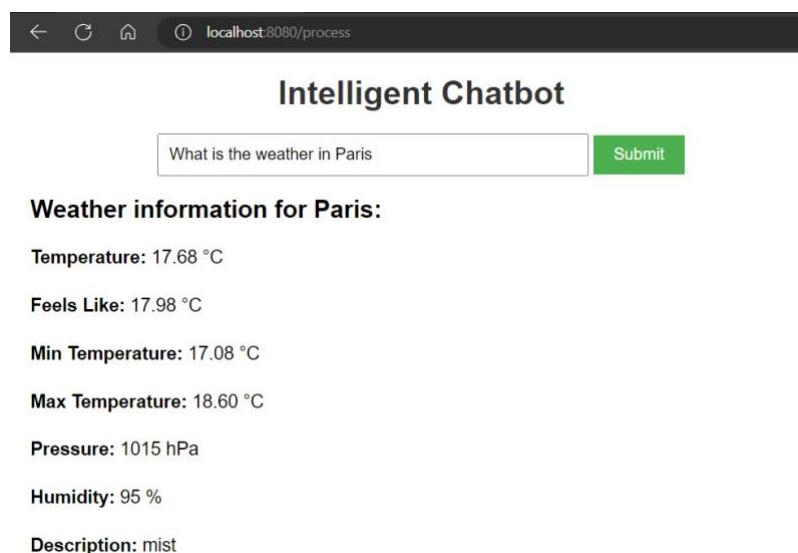 localhost:8080/process
Intelligent Chatbot
What is the weather in Paris
Submit
Weather information for Paris:
Temperature: 17.68 °C
Feels Like: 17.98 °C
Min Temperature: 17.08 °C
Max Temperature: 18.60 °C
Pressure: 1015 hPa
Humidity: 95 %
Description: mist